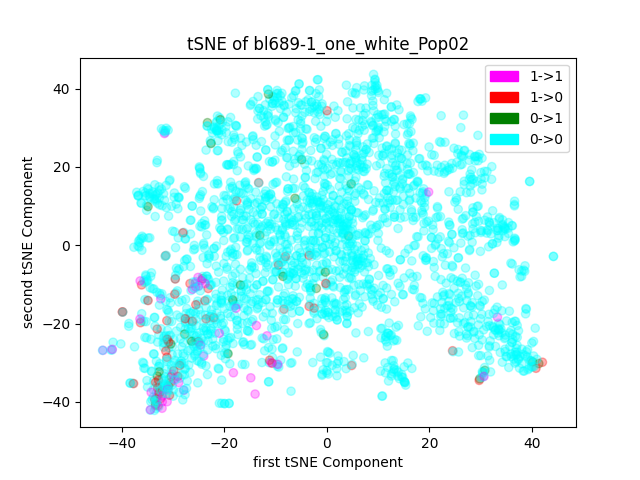 tSNE of bl689-1_one_white_Pop02
1->1
1->0
0->1
0->0
40
20
0
−20
−40
second tSNE Component
−40 −20 0 20 40
first tSNE Component